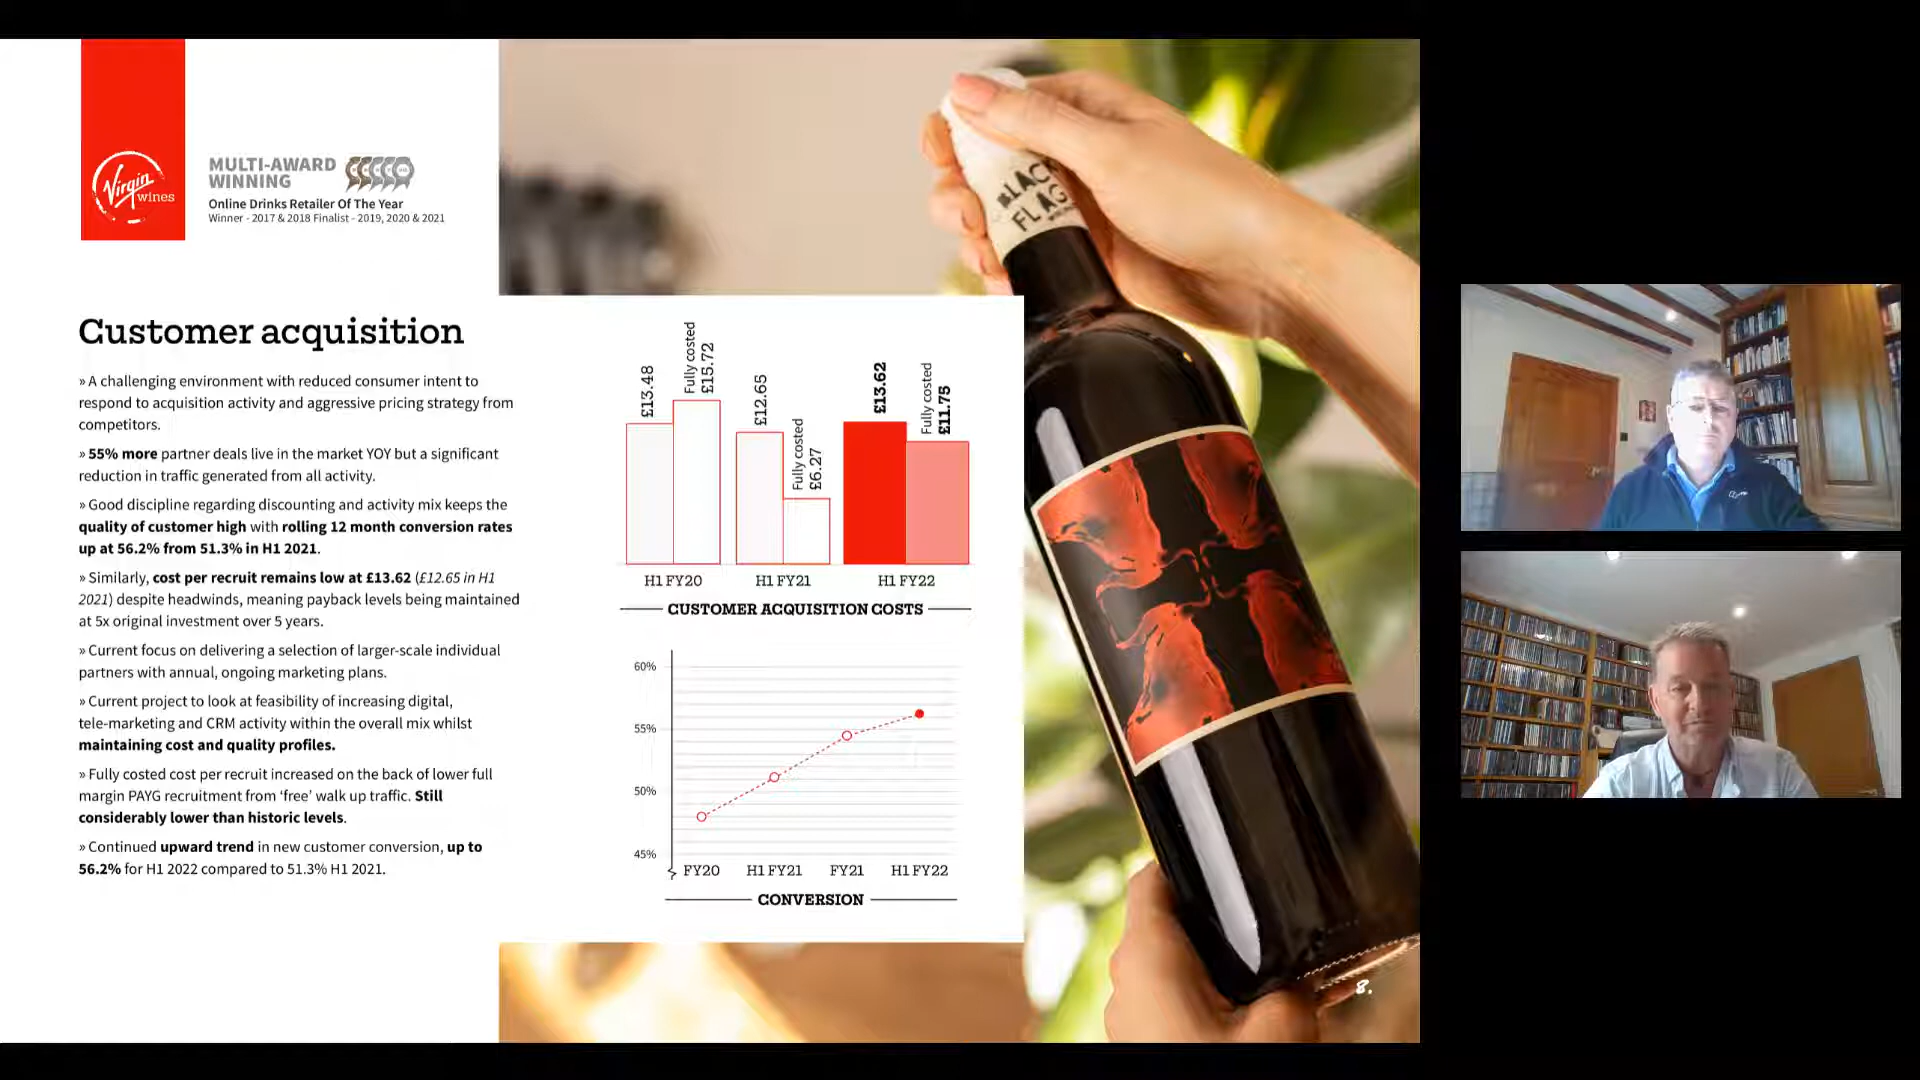 Virgin
wines
MULTI-AWARD
WINNING
Online Drinks Retailer Of The Year
Winner - 2017 & 2018 Finalist - 2019, 2020 & 2021
BLACK
FLAG
Customer acquisition
» A challenging environment with reduced consumer intent to
respond to acquisition activity and aggressive pricing strategy from
competitors.
» 55% more partner deals live in the market YOY but a significant
reduction in traffic generated from all activity.
» Good discipline regarding discounting and activity mix keeps the
quality of customer high with rolling 12 month conversion rates
up at 56.2% from 51.3% in H1 2021.
» Similarly, cost per recruit remains low at £13.62 (£12.65 in H1
2021) despite headwinds, meaning payback levels being maintained
at 5x original investment over 5 years.
» Current focus on delivering a selection of larger-scale individual
partners with annual, ongoing marketing plans.
» Current project to look at feasibility of increasing digital,
tele-marketing and CRM activity within the overall mix whilst
maintaining cost and quality profiles.
» Fully costed cost per recruit increased on the back of lower full
margin PAYG recruitment from ‘free’ walk up traffic. Still
considerably lower than historic levels.
» Continued upward trend in new customer conversion, up to
56.2% for H1 2022 compared to 51.3% H1 2021.
£13.48
Fully costed
£15.72
£12.65
Fully costed
£6.27
£13.62
Fully costed
£11.75
H1 FY20
H1 FY21
H1 FY22
CUSTOMER ACQUISITION COSTS
60%
55%
50%
45%
FY20
H1 FY21
FY21
H1 FY22
CONVERSION
8.